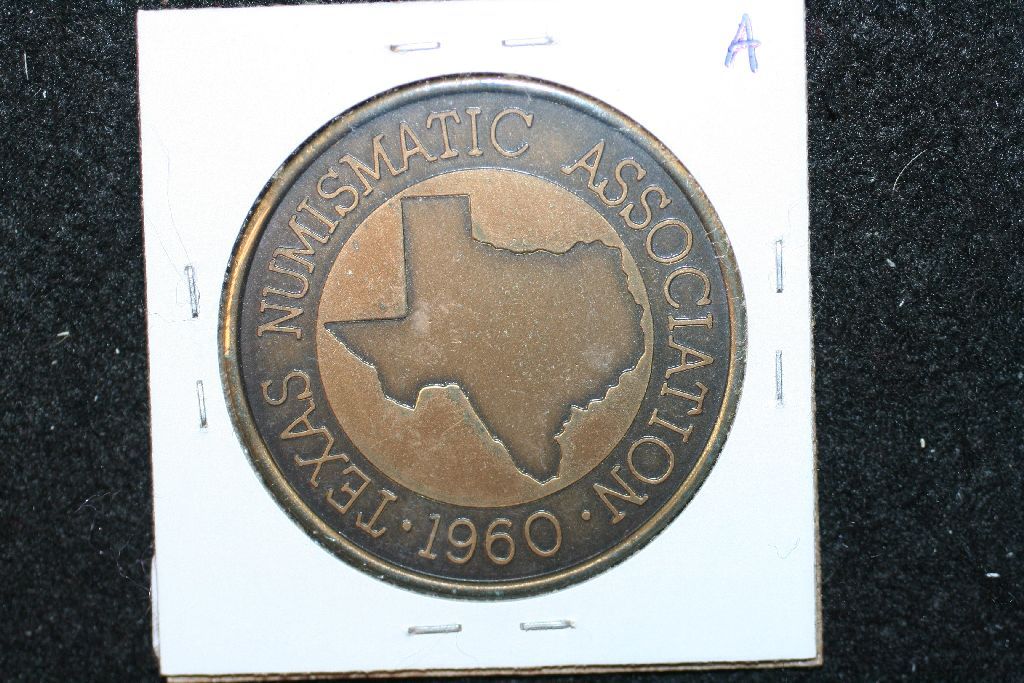 A
TEXAS NUMISMATIC ASSOCIATION
· 1960 ·